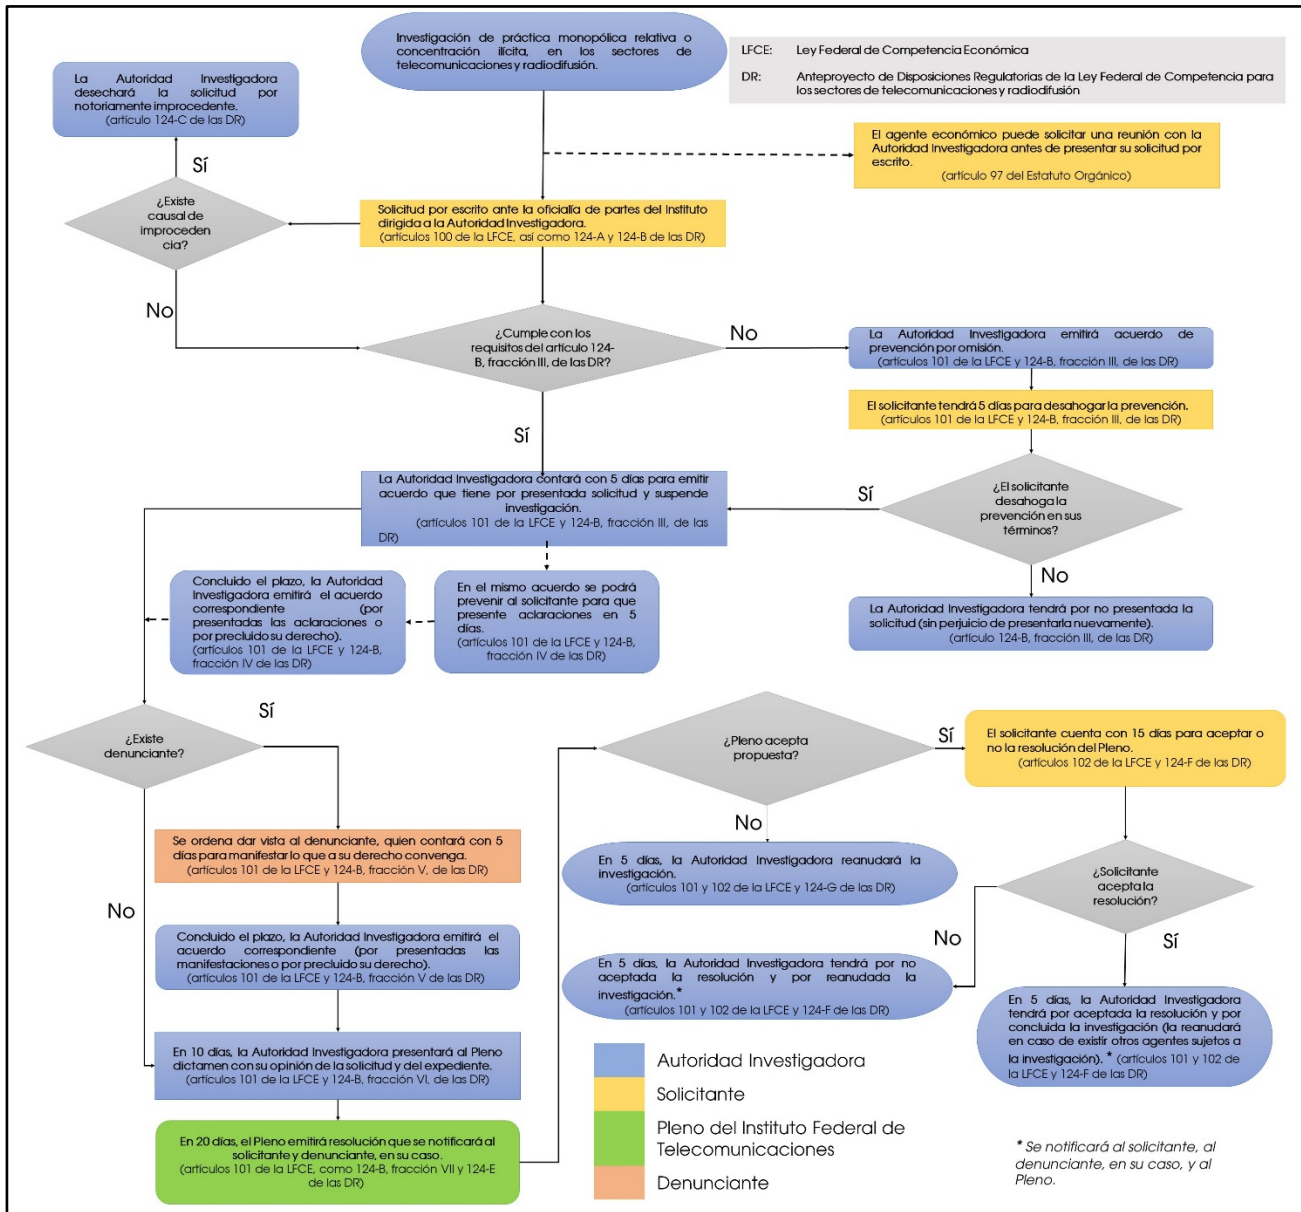 Investigación de práctica monopólica relativa o
concentración ilícita, en los sectores de
telecomunicaciones y radiodifusión.
LFCE: Ley Federal de Competencia Económica
DR: Anteproyecto de Disposiciones Regulatorias de la Ley Federal de Competencia para
los sectores de telecomunicaciones y radiodifusión
La Autoridad Investigadora
desechará la solicitud por
notoriamente improcedente.
(artículo 124-C de las DR)
El agente económico puede solicitar una reunión con la
Autoridad Investigadora antes de presentar su solicitud por
escrito.
(artículo 97 del Estatuto Orgánico)
Sí
¿Existe
causal de
improceden
cia?
Solicitud por escrito ante la oficialía de partes del Instituto
dirigida a la Autoridad Investigadora.
(artículos 100 de la LFCE, así como 124-A y 124-B de las DR)
No
¿Cumple con los
requisitos del artículo 124-
B, fracción III, de las DR?
No
La Autoridad Investigadora emitirá acuerdo de
prevención por omisión.
(artículos 101 de la LFCE y 124-B, fracción III, de las DR)
El solicitante tendrá 5 días para desahogar la prevención.
(artículos 101 de la LFCE y 124-B, fracción III, de las DR)
Sí
La Autoridad Investigadora contará con 5 días para emitir
acuerdo que tiene por presentada solicitud y suspende
investigación.
(artículos 101 de la LFCE y 124-B, fracción III, de las
DR)
Sí
¿El solicitante
desahoga la
prevención en sus
términos?
No
La Autoridad Investigadora tendrá por no presentada la
solicitud (sin perjuicio de presentarla nuevamente).
(artículo 124-B, fracción III, de las DR)
Concluido el plazo, la Autoridad
Investigadora emitirá el acuerdo
correspondiente (por
presentadas las aclaraciones o
por precluido su derecho).
(artículos 101 de la LFCE y 124-B,
fracción IV de las DR)
En el mismo acuerdo se podrá
prevenir al solicitante para que
presente aclaraciones en 5
días.
(artículos 101 de la LFCE y 124-B,
fracción IV de las DR)
¿Existe
denunciante?
Sí
¿Pleno acepta
propuesta?
Sí
El solicitante cuenta con 15 días para aceptar o
no la resolución del Pleno.
(artículos 102 de la LFCE y 124-F de las DR)
No
Se ordena dar vista al denunciante, quien contará con 5
días para manifestar lo que a su derecho convenga.
(artículos 101 de la LFCE y 124-B, fracción V, de las DR)
En 5 días, la Autoridad Investigadora reanudará la
investigación.
(artículos 101 y 102 de la LFCE y 124-G de las DR)
¿Solicitante
acepta la
resolución?
No
No
Sí
Concluido el plazo, la Autoridad Investigadora emitirá el
acuerdo correspondiente (por presentadas las
manifestaciones o por precluido su derecho).
(artículos 101 de la LFCE y 124-B, fracción V de las DR)
En 5 días, la Autoridad Investigadora tendrá por no
aceptada la resolución y por reanudada la
investigación.*
(artículos 101 y 102 de la LFCE y 124-F de las DR)
En 5 días, la Autoridad Investigadora
tendrá por aceptada la resolución y por
concluida la investigación (la reanudará
en caso de existir otros agentes sujetos a
la investigación). * (artículos 101 y 102 de
la LFCE y 124-F de las DR)
En 10 días, la Autoridad Investigadora presentará al Pleno
dictamen con su opinión de la solicitud y del expediente.
(artículos 101 de la LFCE y 124-B, fracción VI, de las DR)
En 20 días, el Pleno emitirá resolución que se notificará al
solicitante y denunciante, en su caso.
(artículos 101 de la LFCE, como 124-B, fracción VII y 124-E
de las DR)
Autoridad Investigadora
Solicitante
Pleno del Instituto Federal de
Telecomunicaciones
Denunciante
* Se notificará al solicitante, al
denunciante, en su caso, y al
Pleno.